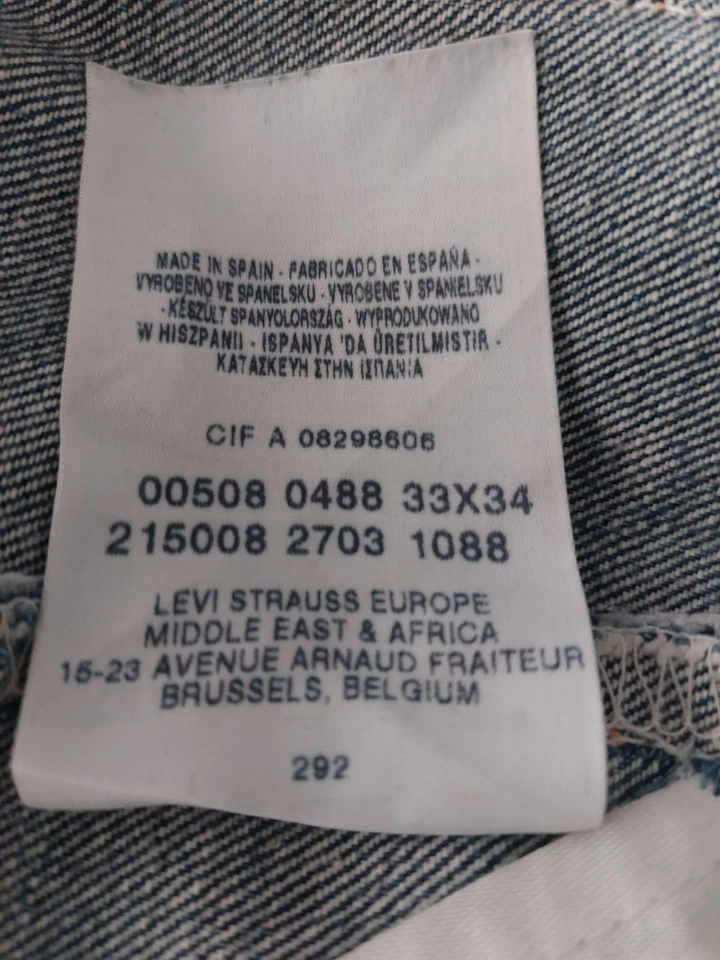 MADE IN SPAIN · FABRICADO EN ESPAÑA ·
VYROBENO VE SPANELSKU · VYROBENE V SPANIELSKU
· KÉSZÜLT SPANYOLORSZÁG · WYPRODUKOWANO
W HISZPANII · ISPANYA 'DA ÜRETILMISTIR ·
ΚΑΤΑΣΚΕΥΗ ΣΤΗΝ ΙΣΠΑΝΙΑ
CIF A 08298606
00508 0488 33X34
215008 2703 1088
LEVI STRAUSS EUROPE
MIDDLE EAST & AFRICA
15-23 AVENUE ARNAUD FRAITEUR
BRUSSELS, BELGIUM
292